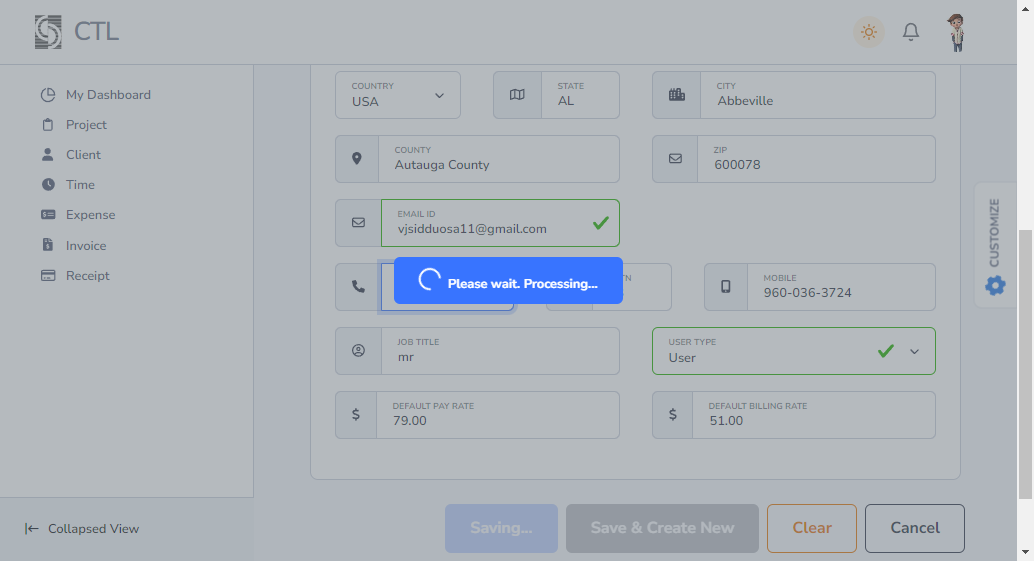 CTL
My Dashboard
Project
Client
Time
Expense
Invoice
Receipt
Collapsed View
COUNTRY
USA
STATE
AL
CITY
Abbeville
COUNTY
Autauga County
ZIP
600078
EMAIL ID
vjsidduosa11@gmail.com
Please wait. Processing...
MOBILE
960-036-3724
JOB TITLE
mr
USER TYPE
User
DEFAULT PAY RATE
$ 79.00
DEFAULT BILLING RATE
$ 51.00
Saving...
Save & Create New
Clear
Cancel
CUSTOMIZE